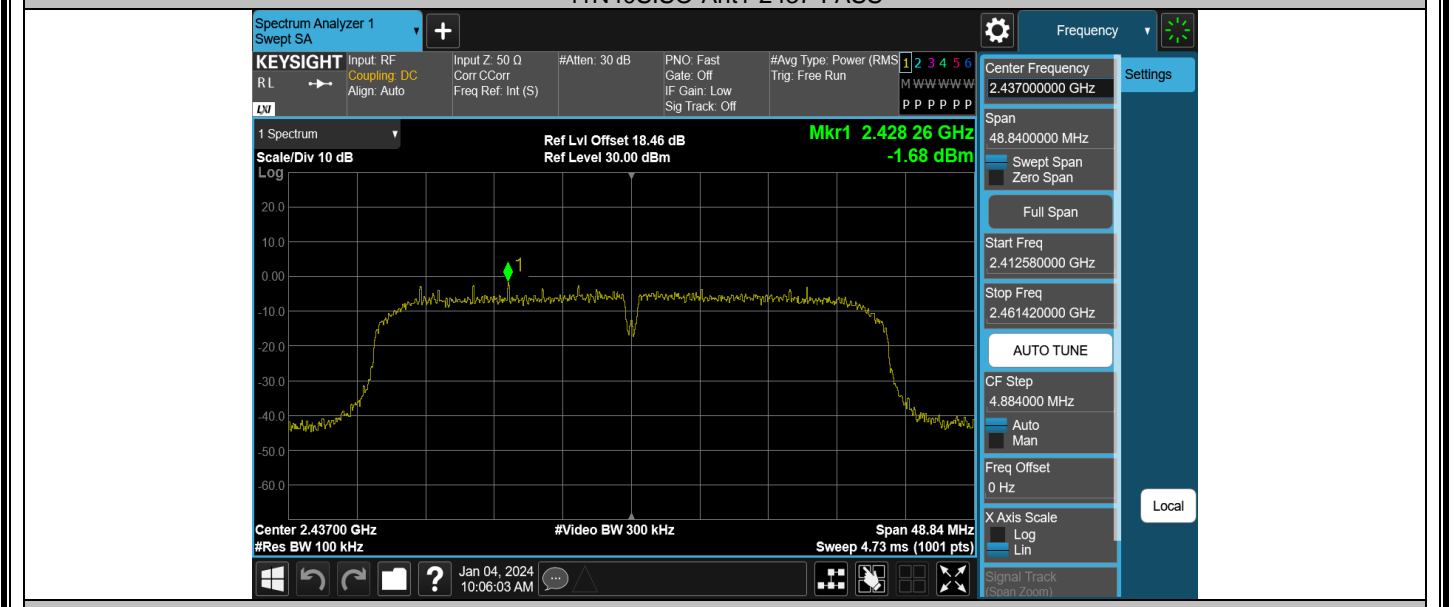 11N40SISO-Ant1-2437-PASS
Spectrum Analyzer 1
Swept SA
+
Frequency
KEYSIGHT
RL
LXI
Input: RF
Coupling: DC
Align: Auto
Input Z: 50 Ω
Corr CCorr
Freq Ref: Int (S)
#Atten: 30 dB
PNO: Fast
Gate: Off
IF Gain: Low
Sig Track: Off
#Avg Type: Power (RMS
Trig: Free Run
1 2 3 4 5 6
M W W W W W
P P P P P P
1 Spectrum
Scale/Div 10 dB
Log
Ref Lvl Offset 18.46 dB
Ref Level 30.00 dBm
Mkr1 2.428 26 GHz
-1.68 dBm
20.0
10.0
0.00
-10.0
-20.0
-30.0
-40.0
-50.0
-60.0
1
Center 2.43700 GHz
#Video BW 300 kHz
Span 48.84 MHz
#Res BW 100 kHz
Sweep 4.73 ms (1001 pts)
?
Jan 04, 2024
10:06:03 AM
Center Frequency
2.437000000 GHz
Settings
Span
48.8400000 MHz
Swept Span
Zero Span
Full Span
Start Freq
2.412580000 GHz
Stop Freq
2.461420000 GHz
AUTO TUNE
CF Step
4.884000 MHz
Auto
Man
Freq Offset
0 Hz
X Axis Scale
Log
Lin
Local
Signal Track
(Span Zoom)